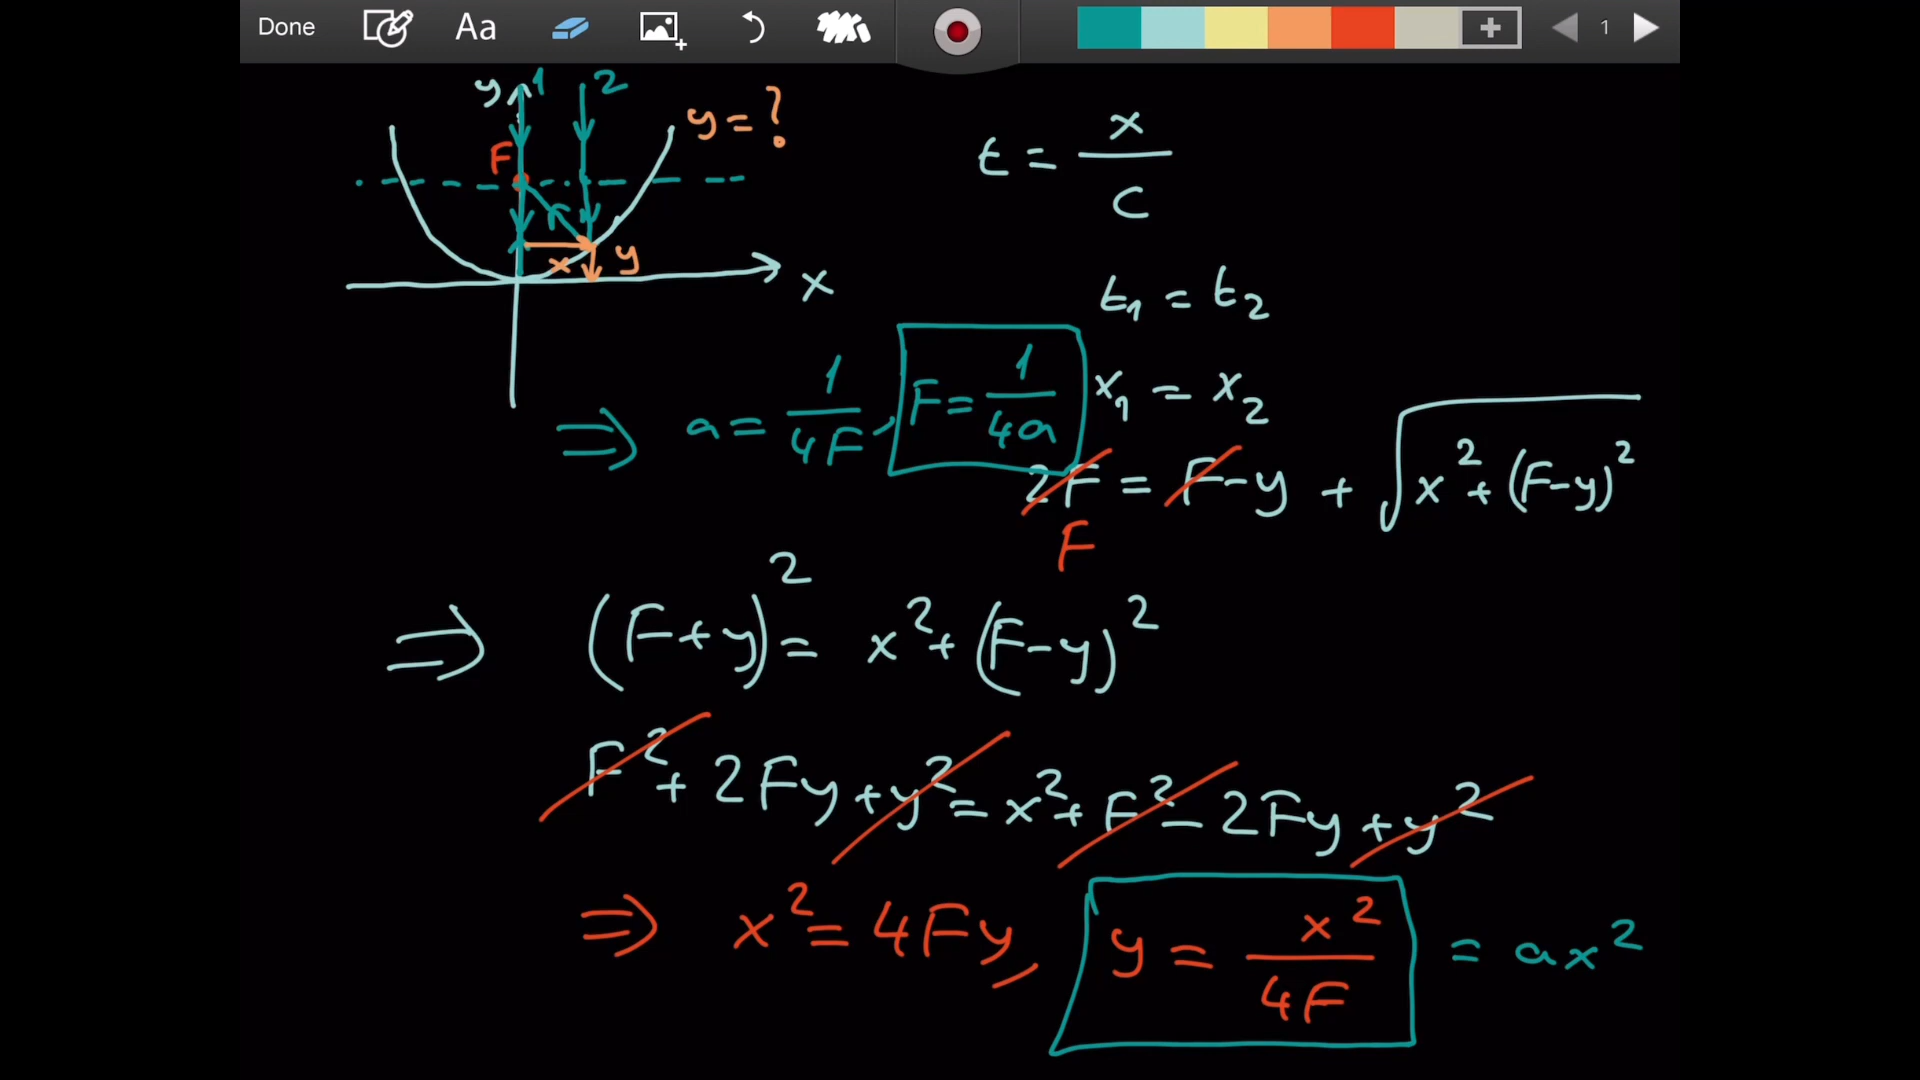 Done Aa 1
y 1 2
y = ?
F
r
x y
x
t = x / c
t₁ = t₂
x₁ = x₂
⇒ a = 1 / 4F , F = 1 / 4a
2F = F - y + √(x² + (F-y)²)
F
⇒ (F + y)² = x² + (F - y)²
F² + 2Fy + y² = x² + F² - 2Fy + y²
⇒ x² = 4Fy, y = x² / 4F = ax²